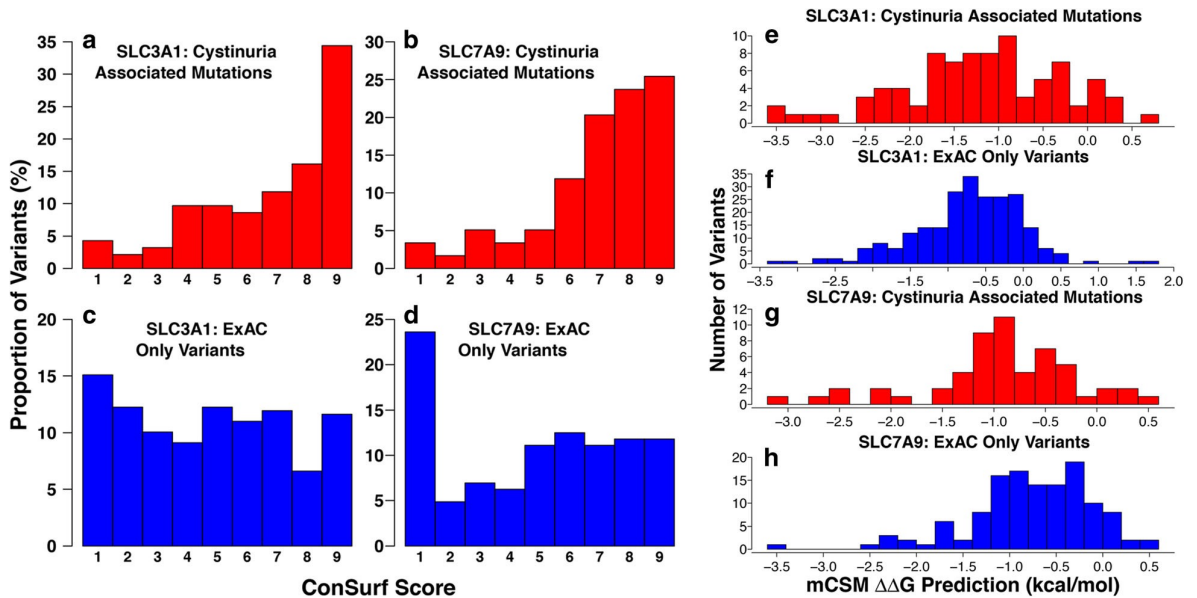 a
SLC3A1: Cystinuria
Associated Mutations
35
30
25
20
15
10
5
0
1 2 3 4 5 6 7 8 9
b
SLC7A9: Cystinuria
Associated Mutations
30
25
20
15
10
5
0
1 2 3 4 5 6 7 8 9
c
SLC3A1: ExAC
Only Variants
20
15
10
5
0
1 2 3 4 5 6 7 8 9
d
SLC7A9: ExAC
Only Variants
25
20
15
10
5
0
1 2 3 4 5 6 7 8 9
Proportion of Variants (%)
ConSurf Score
SLC3A1: Cystinuria Associated Mutations
e
10
8
6
4
2
0
−3.5 −3.0 −2.5 −2.0 −1.5 −1.0 −0.5 0.0 0.5
SLC3A1: ExAC Only Variants
f
35
30
25
20
15
10
5
0
−3.5 −2.5 −1.5 −0.5 0.0 1.0 2.0
SLC7A9: Cystinuria Associated Mutations
g
12
10
8
6
4
2
0
−3.0 −2.5 −2.0 −1.5 −1.0 −0.5 0.0 0.5
SLC7A9: ExAC Only Variants
h
20
15
10
5
0
−3.5 −3.0 −2.5 −2.0 −1.5 −1.0 −0.5 0.0 0.5
Number of Variants
mCSM ΔΔG Prediction (kcal/mol)